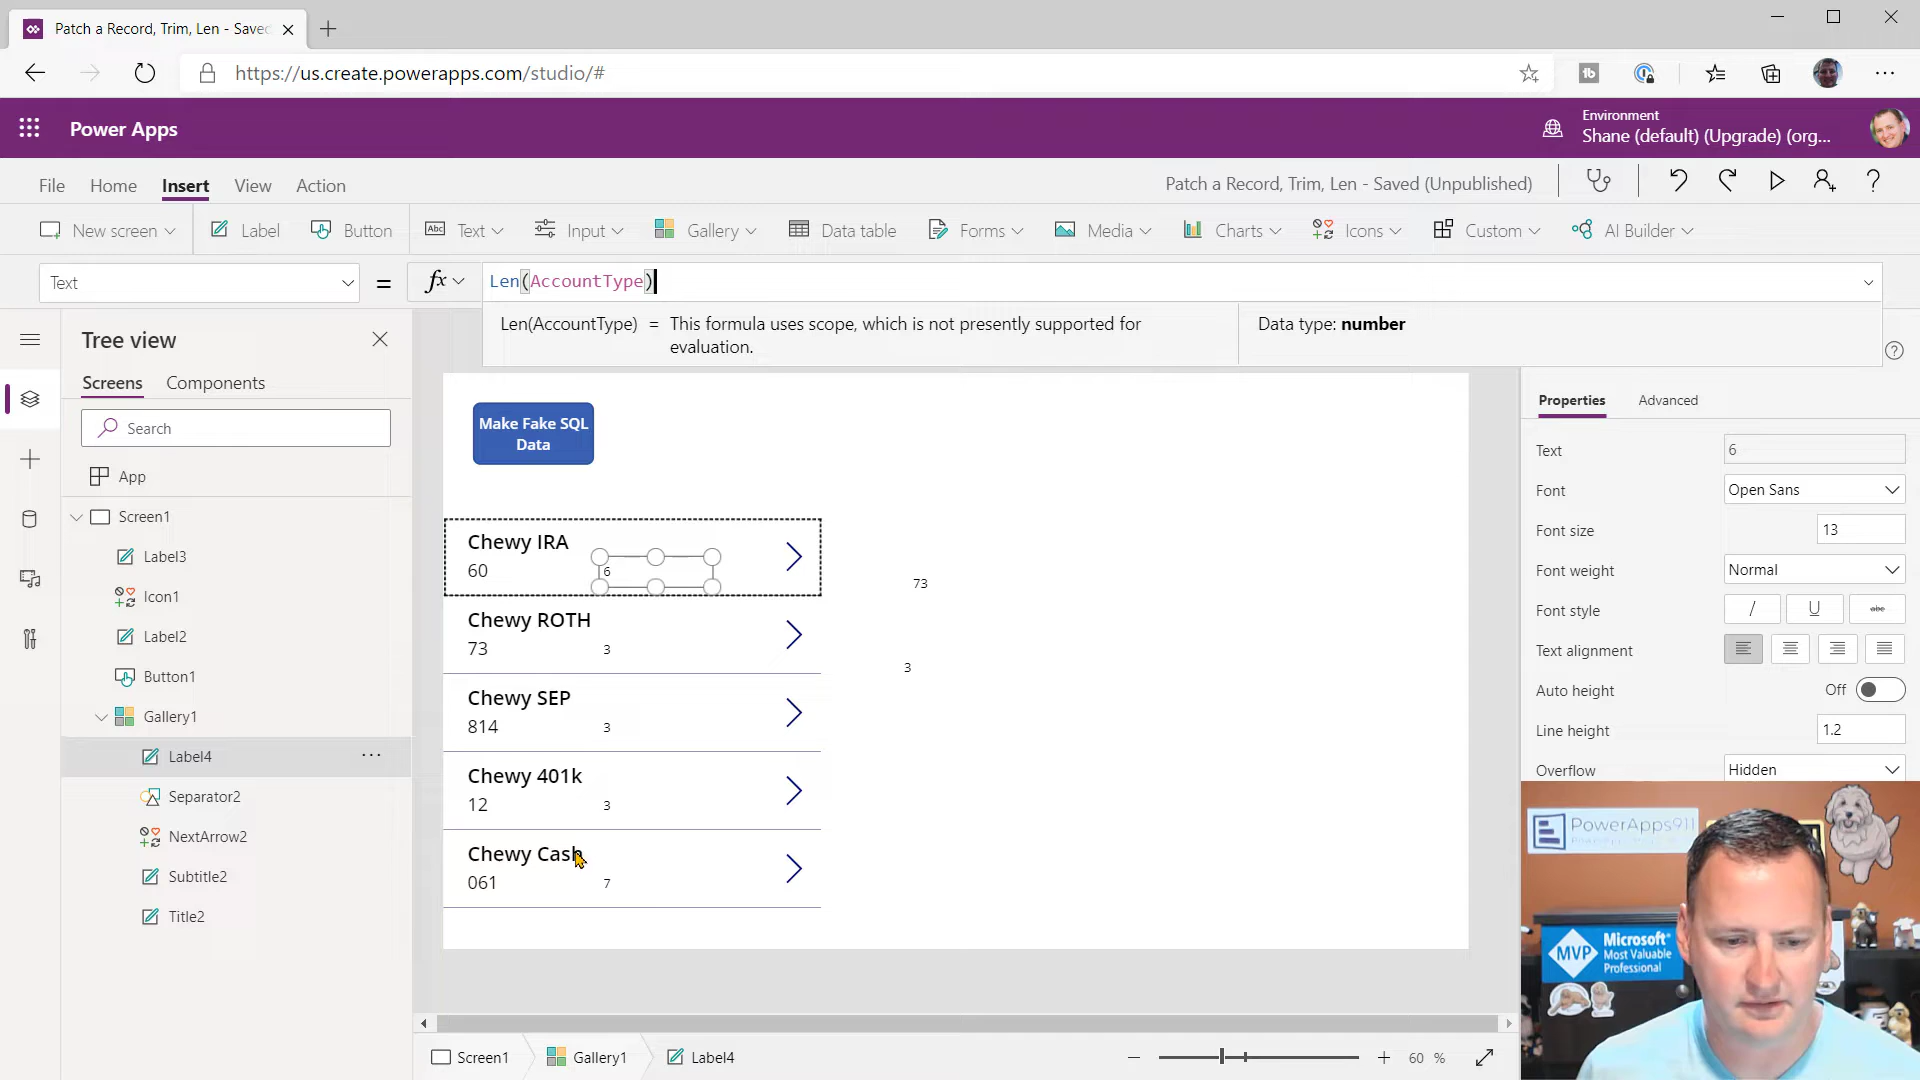 Patch a Record, Trim, Len - Saved
https://us.create.powerapps.com/studio/#
Power Apps
Environment
Shane (default) (Upgrade) (org...
File
Home
Insert
View
Action
Patch a Record, Trim, Len - Saved (Unpublished)
New screen
Label
Button
Abc
Text
Input
Gallery
Data table
Forms
Media
Charts
Icons
Custom
AI Builder
Text
=
fx
Len(AccountType)
Len(AccountType) = This formula uses scope, which is not presently supported for
evaluation.
Data type: number
Tree view
Screens
Components
Search
App
Screen1
Label3
Icon1
Label2
Button1
Gallery1
Label4
Separator2
NextArrow2
Subtitle2
Title2
Make Fake SQL
Data
Chewy IRA
60
6
Chewy ROTH
73
3
Chewy SEP
814
3
Chewy 401k
12
3
Chewy Cash
061
7
73
3
Properties
Advanced
Text
6
Font
Open Sans
Font size
13
Font weight
Normal
Font style
/
U
abc
Text alignment
Auto height
Off
Line height
1.2
Overflow
Hidden
PowerApps911
MVP
Microsoft
Most Valuable
Professional
Screen1
Gallery1
Label4
60 %